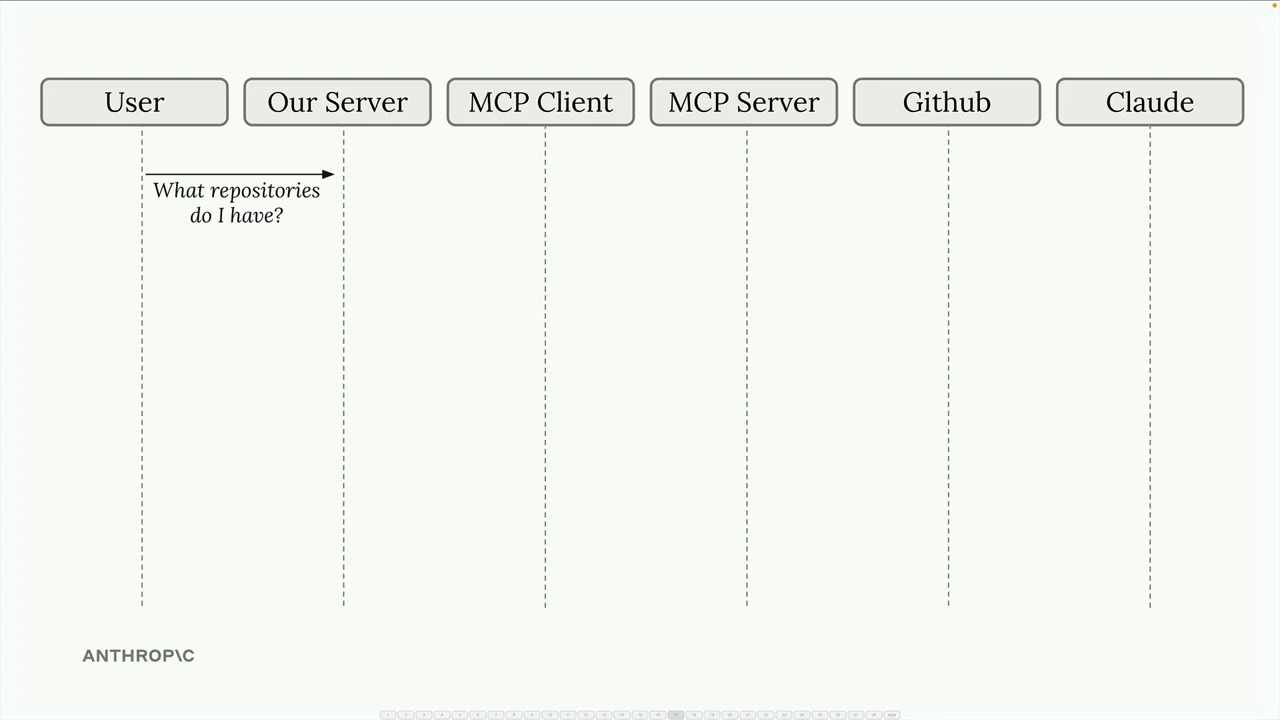 User
Our Server
MCP Client
MCP Server
Github
Claude
What repositories
do I have?
ANTHROP\C